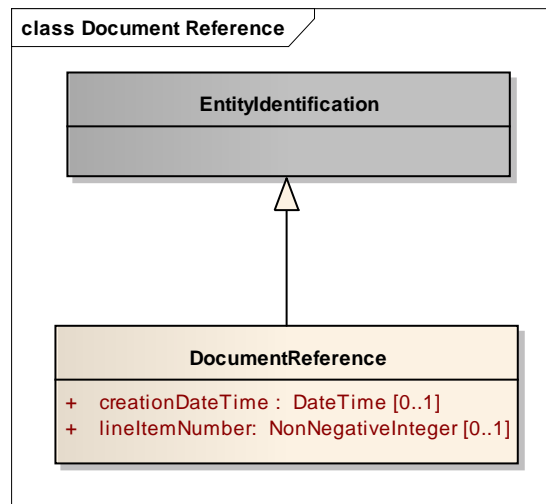 class Document Reference
EntityIdentification
DocumentReference
+ creationDateTime : DateTime [0..1]
+ lineItemNumber: NonNegativeInteger [0..1]